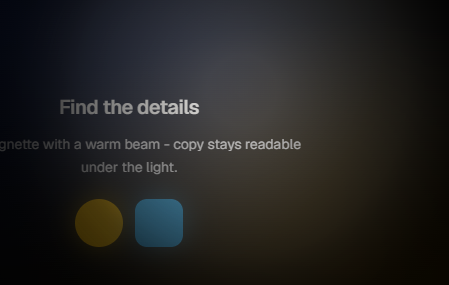 Find the details
gnette with a warm beam - copy stays readable
under the light.